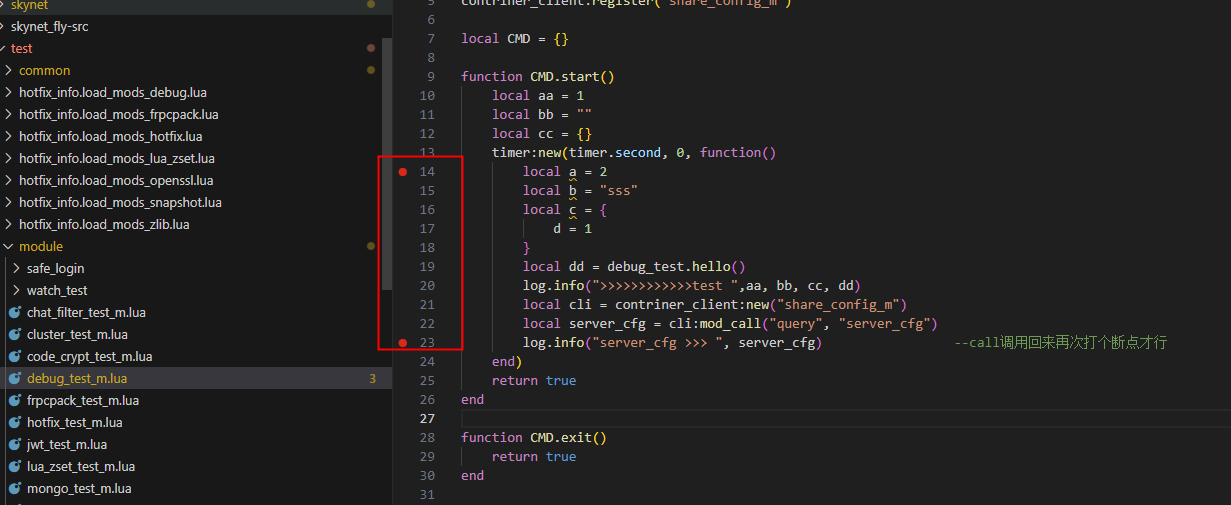 skynet
skynet_fly-src
test
common
hotfix_info.load_mods_debug.lua
hotfix_info.load_mods_frpcpack.lua
hotfix_info.load_mods_hotfix.lua
hotfix_info.load_mods_lua_zset.lua
hotfix_info.load_mods_openssl.lua
hotfix_info.load_mods_snapshot.lua
hotfix_info.load_mods_zlib.lua
module
safe_login
watch_test
chat_filter_test_m.lua
cluster_test_m.lua
code_crypt_test_m.lua
debug_test_m.lua 3
frpcpack_test_m.lua
hotfix_test_m.lua
jwt_test_m.lua
lua_zset_test_m.lua
mongo_test_m.lua
5 contriner_client:register("share_config_m")
6
7 local CMD = {}
8
9 function CMD.start()
10 local aa = 1
11 local bb = ""
12 local cc = {}
13 timer:new(timer.second, 0, function()
14 local a = 2
15 local b = "sss"
16 local c = {
17 d = 1
18 }
19 local dd = debug_test.hello()
20 log.info(">>>>>>>>>>>>test ",aa, bb, cc, dd)
21 local cli = contriner_client:new("share_config_m")
22 local server_cfg = cli:mod_call("query", "server_cfg")
23 log.info("server_cfg >>> ", server_cfg) --call调用回来再次打个断点才行
24 end)
25 return true
26 end
27
28 function CMD.exit()
29 return true
30 end
31